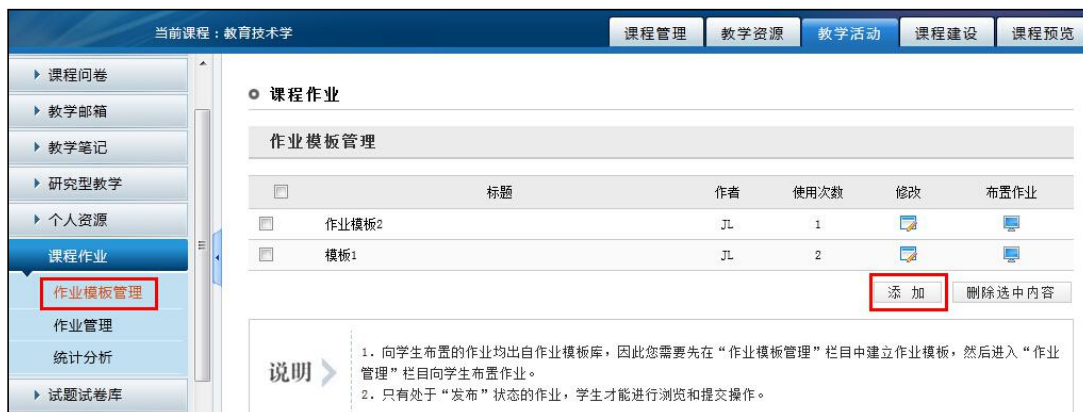 当前课程：教育技术学
课程管理 教学资源 教学活动 课程建设 课程预览
课程问卷
教学邮箱
教学笔记
研究型教学
个人资源
课程作业
作业模板管理
作业管理
统计分析
试题试卷库
课程作业
作业模板管理
标题 作者 使用次数 修改 布置作业
作业模板2 JL 1
模板1 JL 2
添 加 删除选中内容
说明
1．向学生布置的作业均出自作业模板库，因此您需要先在“作业模板管理”栏目中建立作业模板，然后进入“作业
管理”栏目向学生布置作业。
2．只有处于“发布”状态的作业，学生才能进行浏览和提交操作。